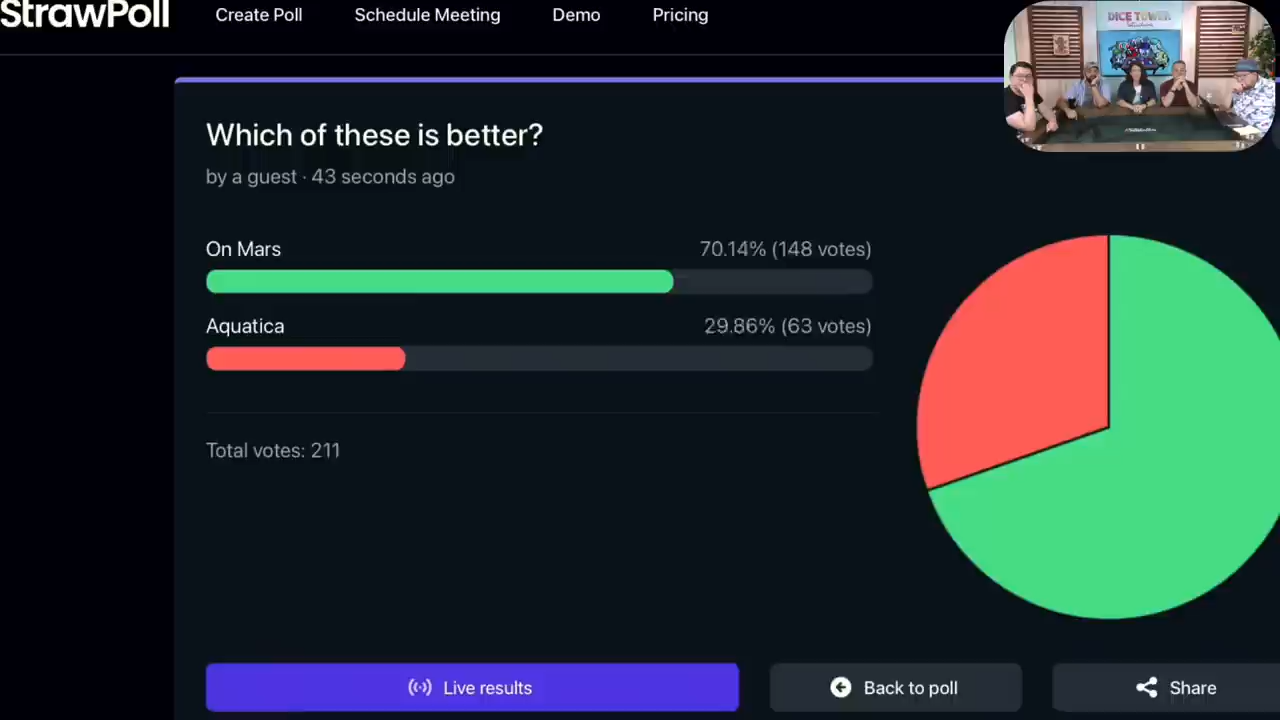 StrawPoll
Create Poll
Schedule Meeting
Demo
Pricing
DICE TOWER
Which of these is better?
by a guest · 43 seconds ago
On Mars
70.14% (148 votes)
Aquatica
29.86% (63 votes)
Total votes: 211
Live results
Back to poll
Share